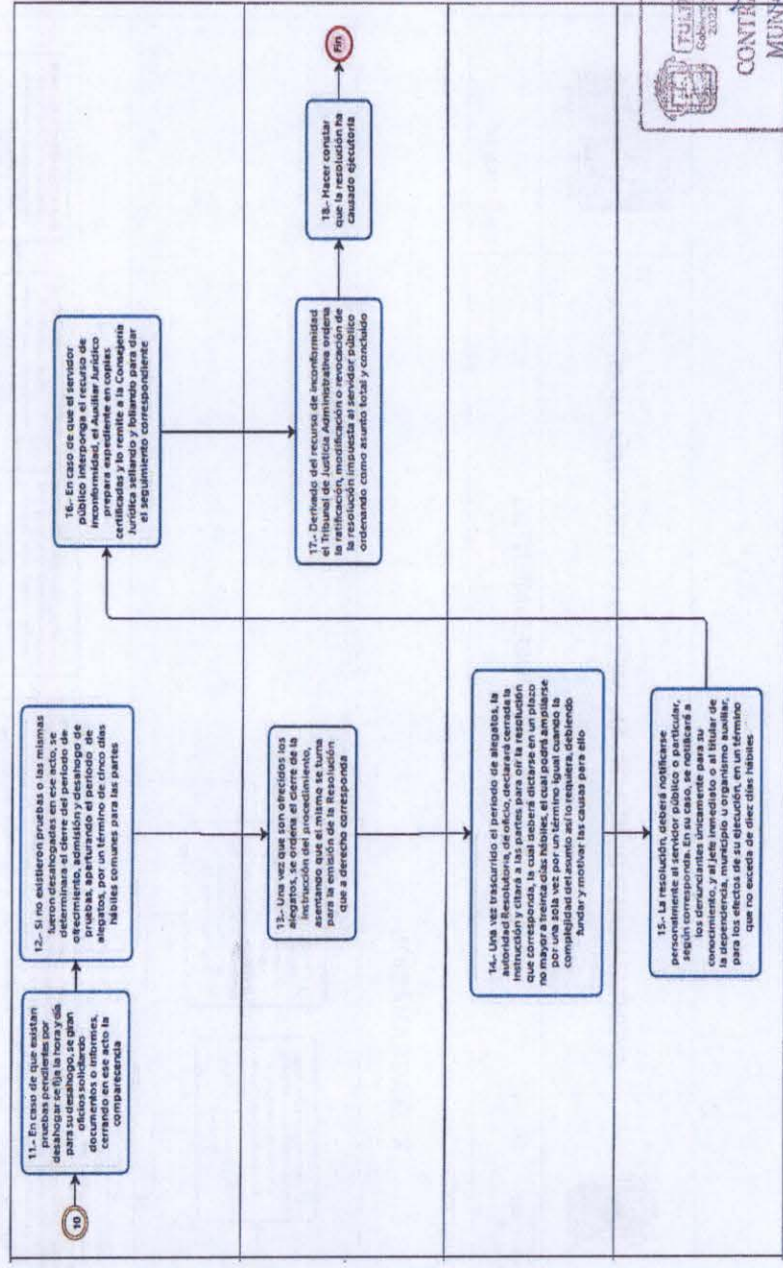 10
11.- En caso de que existan
pruebas pendientes por
desahogar se fija la hora y día
para su desahogo, se giran
oficios solicitando
documentos o informes,
cerrando en ese acto la
comparecencia
12.- Si no existieron pruebas o las mismas
fueron desahogadas en ese acto, se
determinara el cierre del periodo de
ofrecimiento, admisión y desahogo de
pruebas, aperturando el periodo de
alegatos, por un término de cinco días
hábiles comunes para las partes
13.- Una vez que son ofrecidos los
alegatos, se ordena el cierre de la
instrucción del procedimiento,
asentando que el mismo se turna
para la emisión de la Resolución
que a derecho corresponda
14.- Una vez trascurrido el periodo de alegatos, la
autoridad Resolutoria, de oficio, declarará cerrada la
instrucción y citará a las partes para oír la resolución
que corresponda, la cual deberá dictarse en un plazo
no mayor a treinta días hábiles, el cual podrá ampliarse
por una sola vez por un término igual cuando la
complejidad del asunto así lo requiera, debiendo
fundar y motivar las causas para ello
15.- La resolución, deberá notificarse
personalmente al servidor público o particular,
según corresponda. En su caso, se notificará a
los denunciantes únicamente para su
conocimiento, y al jefe inmediato o al titular de
la dependencia, municipio u organismo auxiliar,
para los efectos de su ejecución, en un término
que no exceda de diez días hábiles
16.- En caso de que el servidor
público interponga el recurso de
inconformidad, el Auxiliar Jurídico
prepara expediente en copias
certificadas y lo remite a la Consejería
Jurídica sellando y foliando para dar
el seguimiento correspondiente
17.- Derivado del recurso de inconformidad
el Tribunal de Justicia Administrativa ordena
la ratificación, modificación o revocación de
la resolución impuesta al servidor público
ordenando como asunto total y concluido
18.- Hacer constar
que la resolución ha
causado ejecutoria
Fin
CONTR
MUN